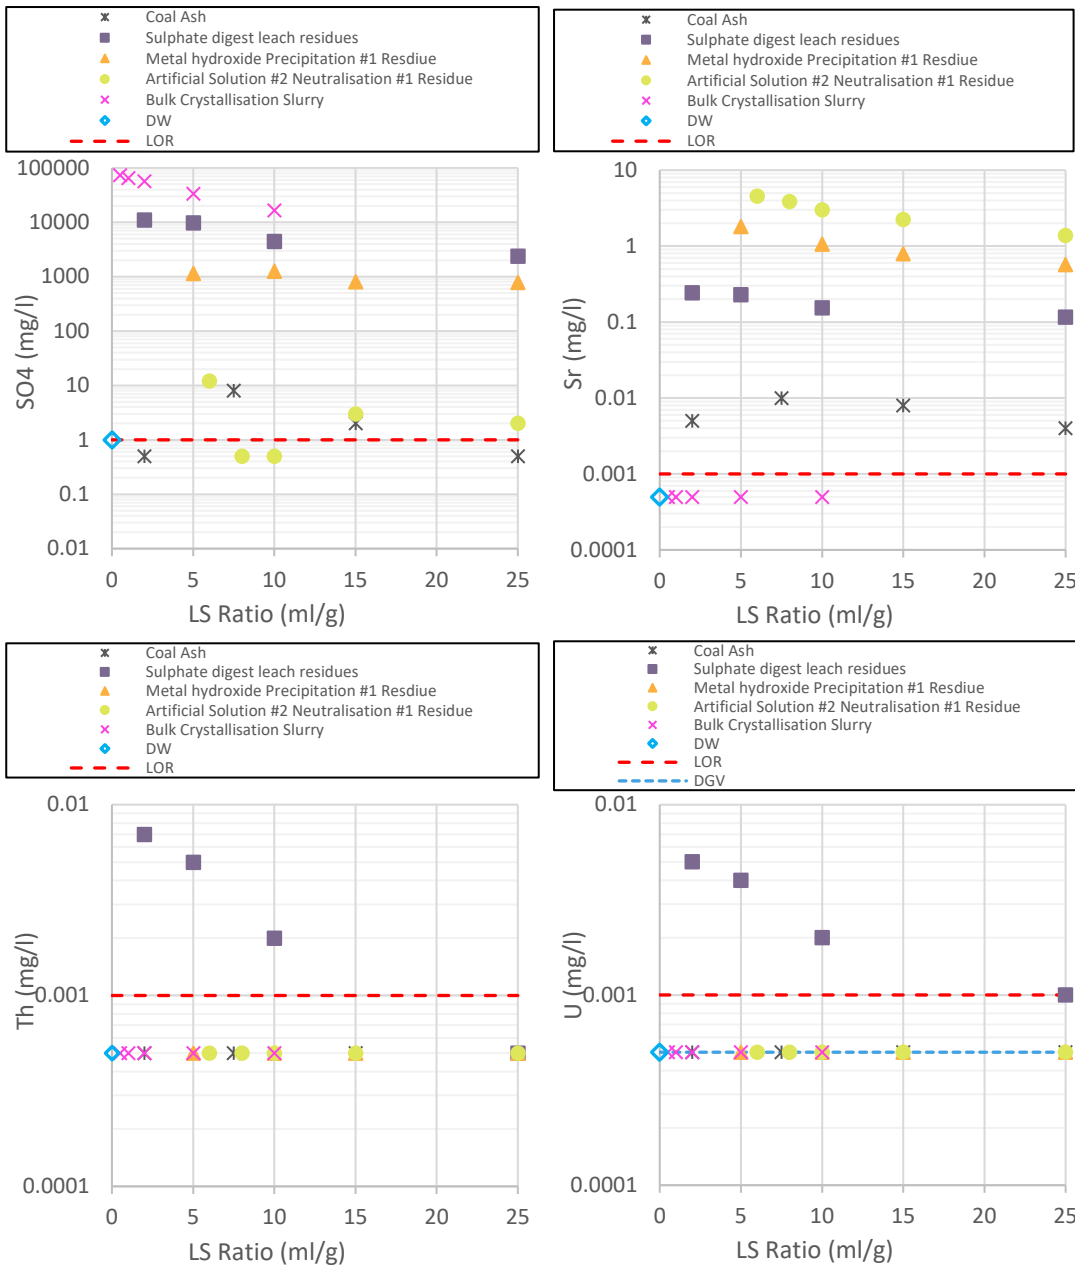 Coal Ash
Sulphate digest leach residues
Metal hydroxide Precipitation #1 Resdiue
Artificial Solution #2 Neutralisation #1 Residue
Bulk Crystallisation Slurry
DW
LOR
100000
10000
1000
100
10
1
0.1
0.01
SO4 (mg/l)
0 5 10 15 20 25
LS Ratio (ml/g)
Coal Ash
Sulphate digest leach residues
Metal hydroxide Precipitation #1 Resdiue
Artificial Solution #2 Neutralisation #1 Residue
Bulk Crystallisation Slurry
DW
LOR
10
1
0.1
0.01
0.001
0.0001
Sr (mg/l)
0 5 10 15 20 25
LS Ratio (ml/g)
Coal Ash
Sulphate digest leach residues
Metal hydroxide Precipitation #1 Resdiue
Artificial Solution #2 Neutralisation #1 Residue
Bulk Crystallisation Slurry
DW
LOR
0.01
0.001
0.0001
Th (mg/l)
0 5 10 15 20 25
LS Ratio (ml/g)
Coal Ash
Sulphate digest leach residues
Metal hydroxide Precipitation #1 Resdiue
Artificial Solution #2 Neutralisation #1 Residue
Bulk Crystallisation Slurry
DW
LOR
DGV
0.01
0.001
0.0001
U (mg/l)
0 5 10 15 20 25
LS Ratio (ml/g)